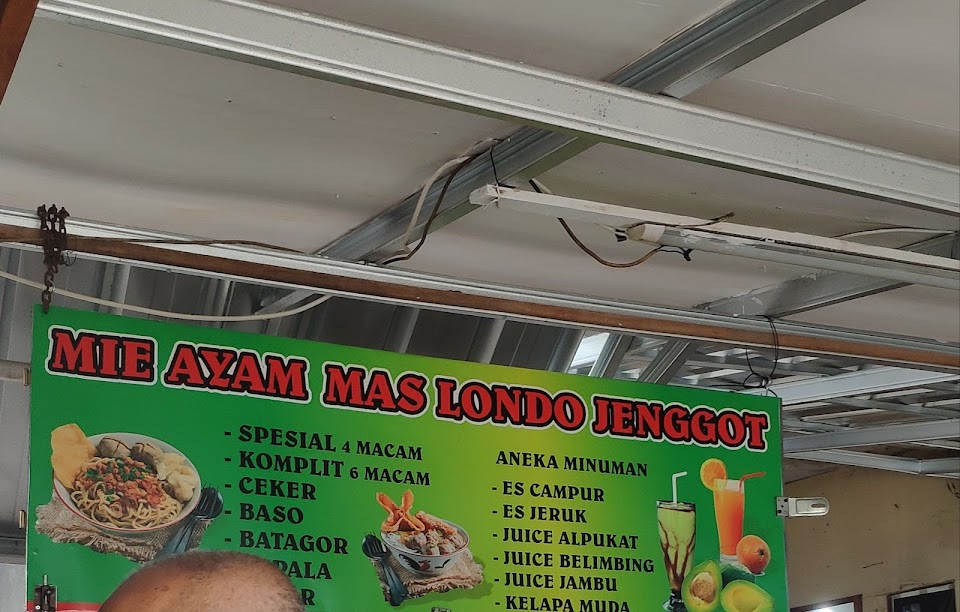 MIE AYAM MAS LONDO JENGGOT
- SPESIAL 4 MACAM
- KOMPLIT 6 MACAM
- CEKER
- BASO
- BATAGOR
ANEKA MINUMAN
- ES CAMPUR
- ES JERUK
- JUICE ALPUKAT
- JUICE BELIMBING
- JUICE JAMBU
- KELAPA MUDA